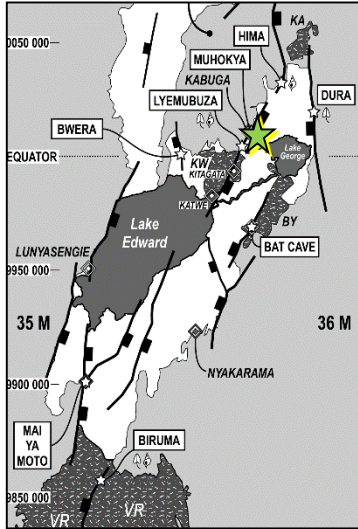 0050 000
KA
HIMA
MUHOKYA
KABUGA
DURA
LYEMUBUZA
BWERA
Lake
George
EQUATOR
KW
KITAGATA
KATWE
Lake
Edward
BY
LUNYASENGIE
BAT CAVE
9950 000
35 M
36 M
NYAKARAMA
9900 000
MAI
YA
MOTO
BIRUMA
9850 000
VR
VR